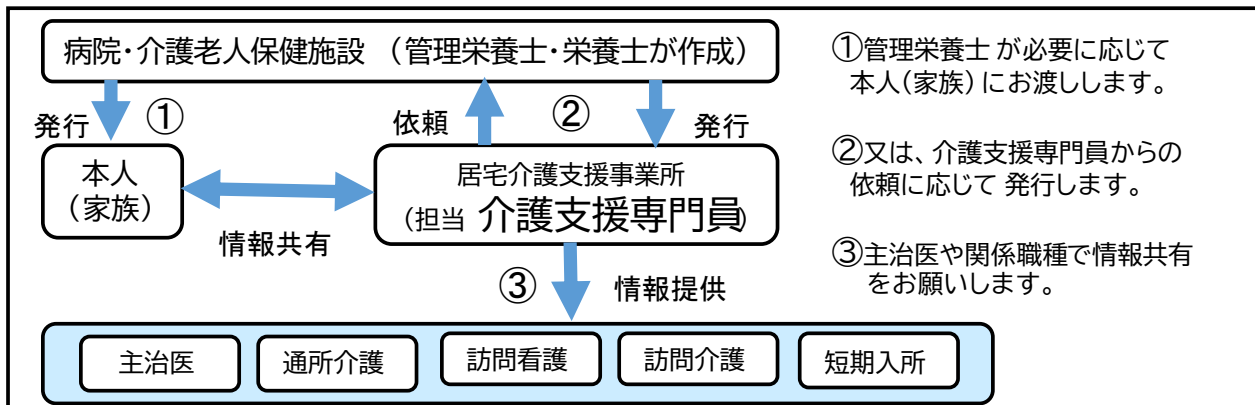 病院・介護老人保健施設 (管理栄養士・栄養士が作成)
発行
①
依頼
②
発行
本人
(家族)
情報共有
居宅介護支援事業所
(担当 介護支援専門員)
③
情報提供
主治医
通所介護
訪問看護
訪問介護
短期入所
①管理栄養士 が必要に応じて
本人(家族) にお渡しします。
②又は、介護支援専門員からの
依頼に応じて 発行します。
③主治医や関係職種で情報共有
をお願いします。